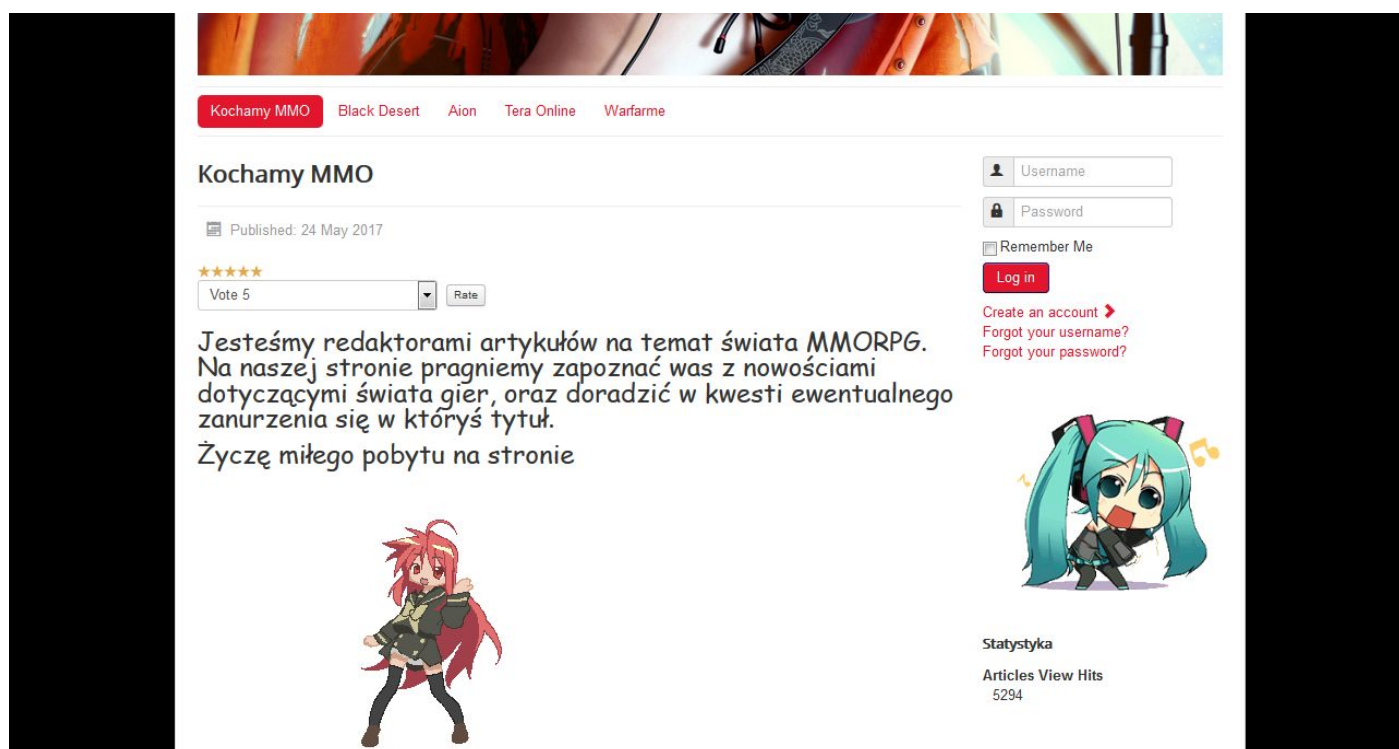 Kochamy MMO Black Desert Aion Tera Online Warfarme
Kochamy MMO
Published: 24 May 2017
Vote 5 Rate
Jesteśmy redaktorami artykułów na temat świata MMORPG.
Na naszej stronie pragniemy zapoznać was z nowościami
dotyczącymi świata gier, oraz doradzić w kwesti ewentualnego
zanurzenia się w któryś tytuł.
Życzę miłego pobytu na stronie
Username
Password
Remember Me
Log in
Create an account
Forgot your username?
Forgot your password?
Statystyka
Articles View Hits
5294